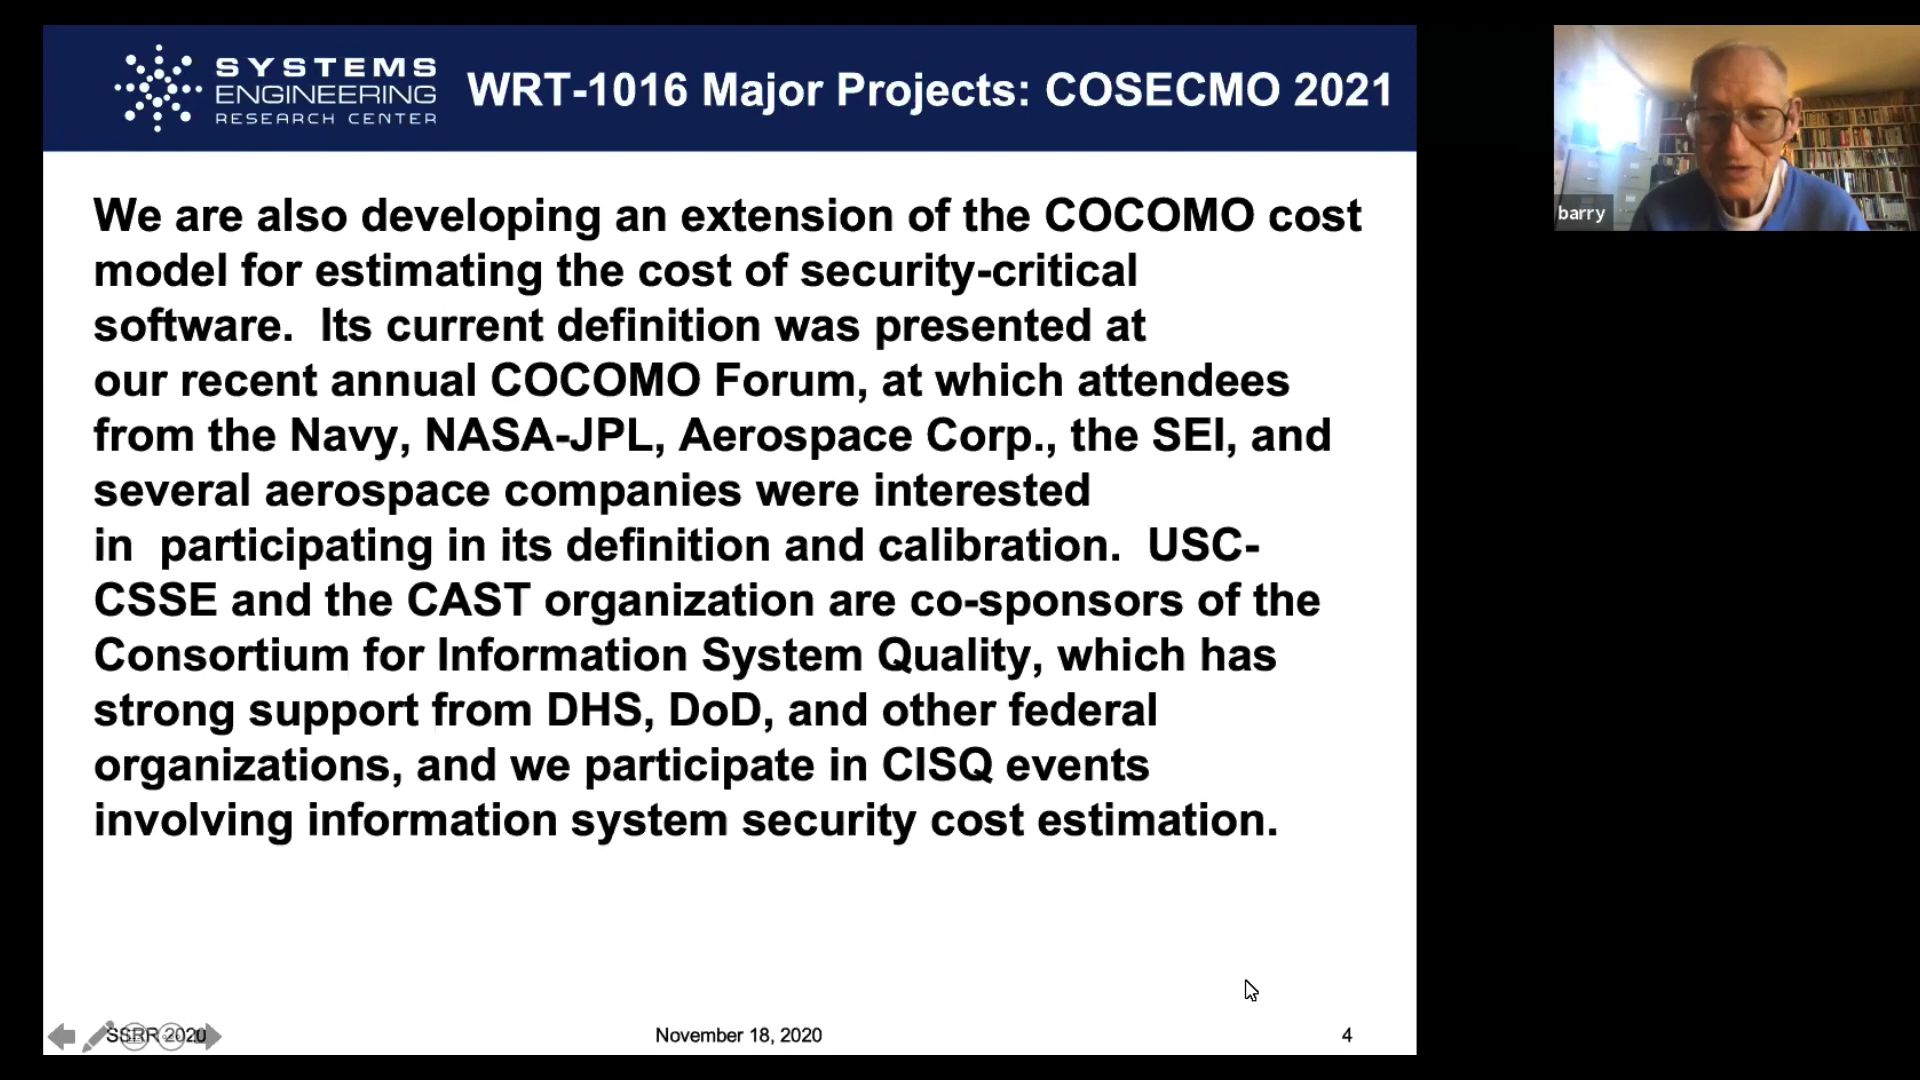 SYSTEMS
ENGINEERING
RESEARCH CENTER
WRT-1016 Major Projects: COSECMO 2021
We are also developing an extension of the COCOMO cost
model for estimating the cost of security-critical
software.  Its current definition was presented at
our recent annual COCOMO Forum, at which attendees
from the Navy, NASA-JPL, Aerospace Corp., the SEI, and
several aerospace companies were interested
in  participating in its definition and calibration.  USC-
CSSE and the CAST organization are co-sponsors of the
Consortium for Information System Quality, which has
strong support from DHS, DoD, and other federal
organizations, and we participate in CISQ events
involving information system security cost estimation.
SSRR 2020
November 18, 2020
4
barry